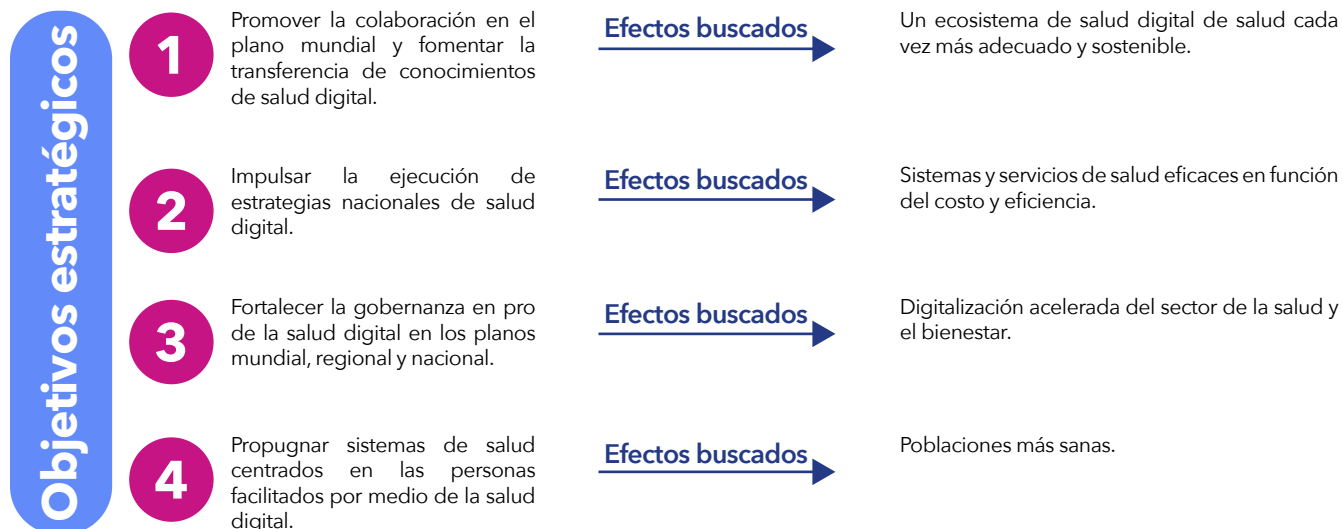 Objetivos estratégicos
1
Promover la colaboración en el
plano mundial y fomentar la
transferencia de conocimientos
de salud digital.
Efectos buscados
Un ecosistema de salud digital de salud cada
vez más adecuado y sostenible.
2
Impulsar la ejecución de
estrategias nacionales de salud
digital.
Efectos buscados
Sistemas y servicios de salud eficaces en función
del costo y eficiencia.
3
Fortalecer la gobernanza en pro
de la salud digital en los planos
mundial, regional y nacional.
Efectos buscados
Digitalización acelerada del sector de la salud y
el bienestar.
4
Propugnar sistemas de salud
centrados en las personas
facilitados por medio de la salud
digital.
Efectos buscados
Poblaciones más sanas.